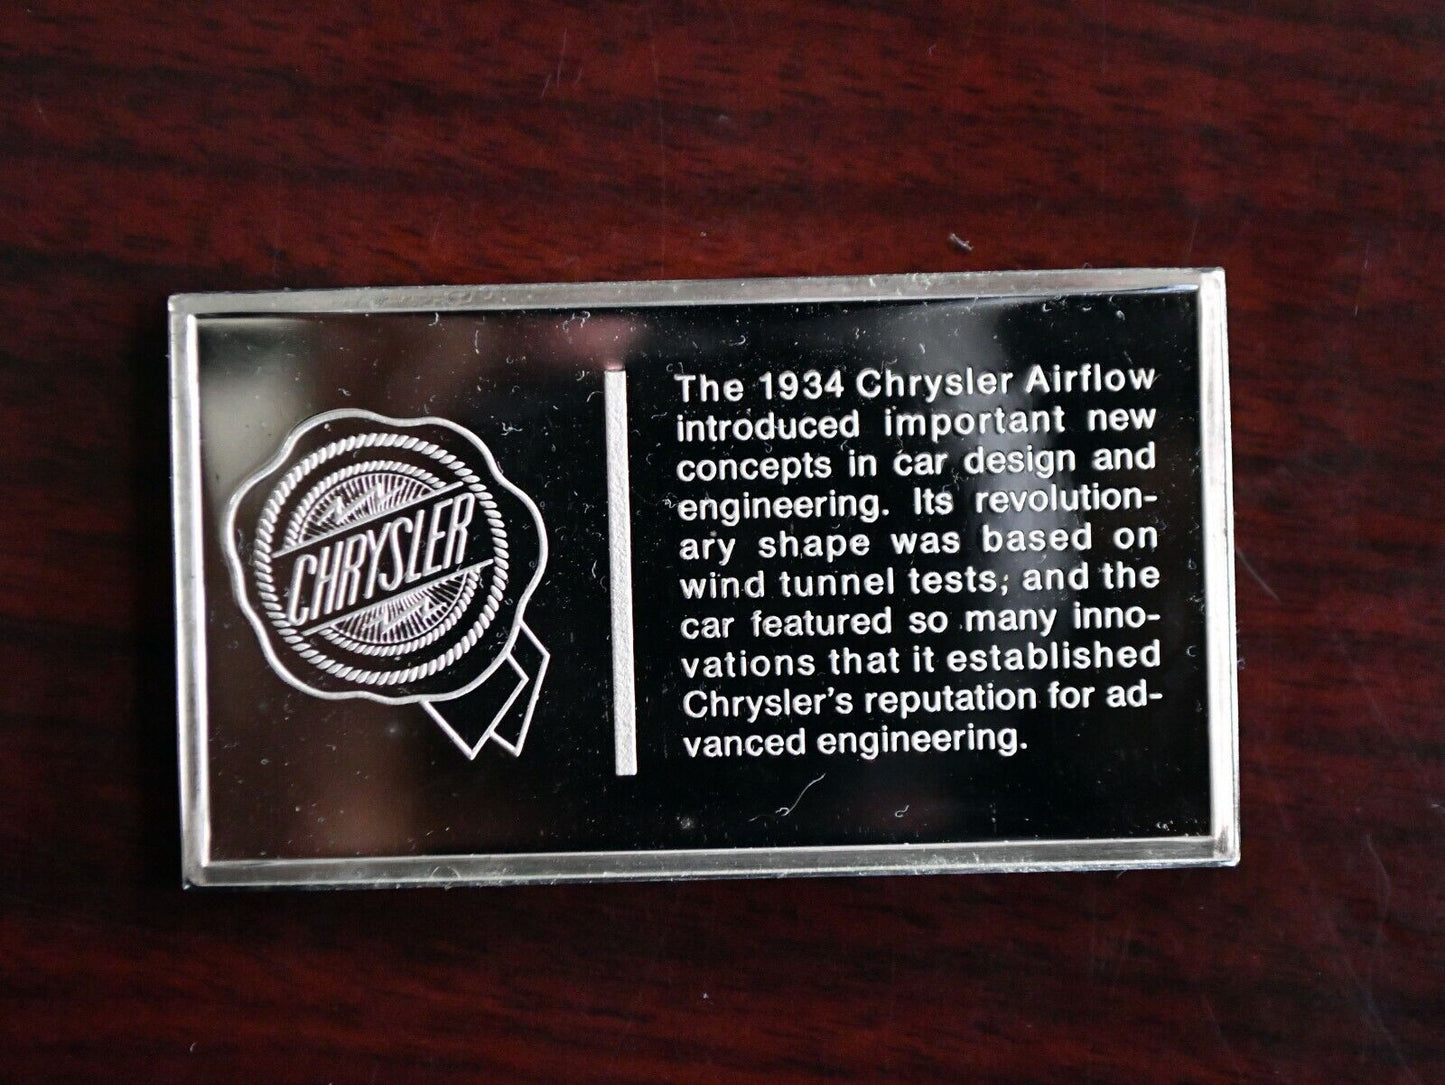 CHRYSLER
The 1934 Chrysler Airflow
introduced important new
concepts in car design and
engineering. Its revolution-
ary shape was based on
wind tunnel tests; and the
car featured so many inno-
vations that it established
Chrysler's reputation for ad-
vanced engineering.